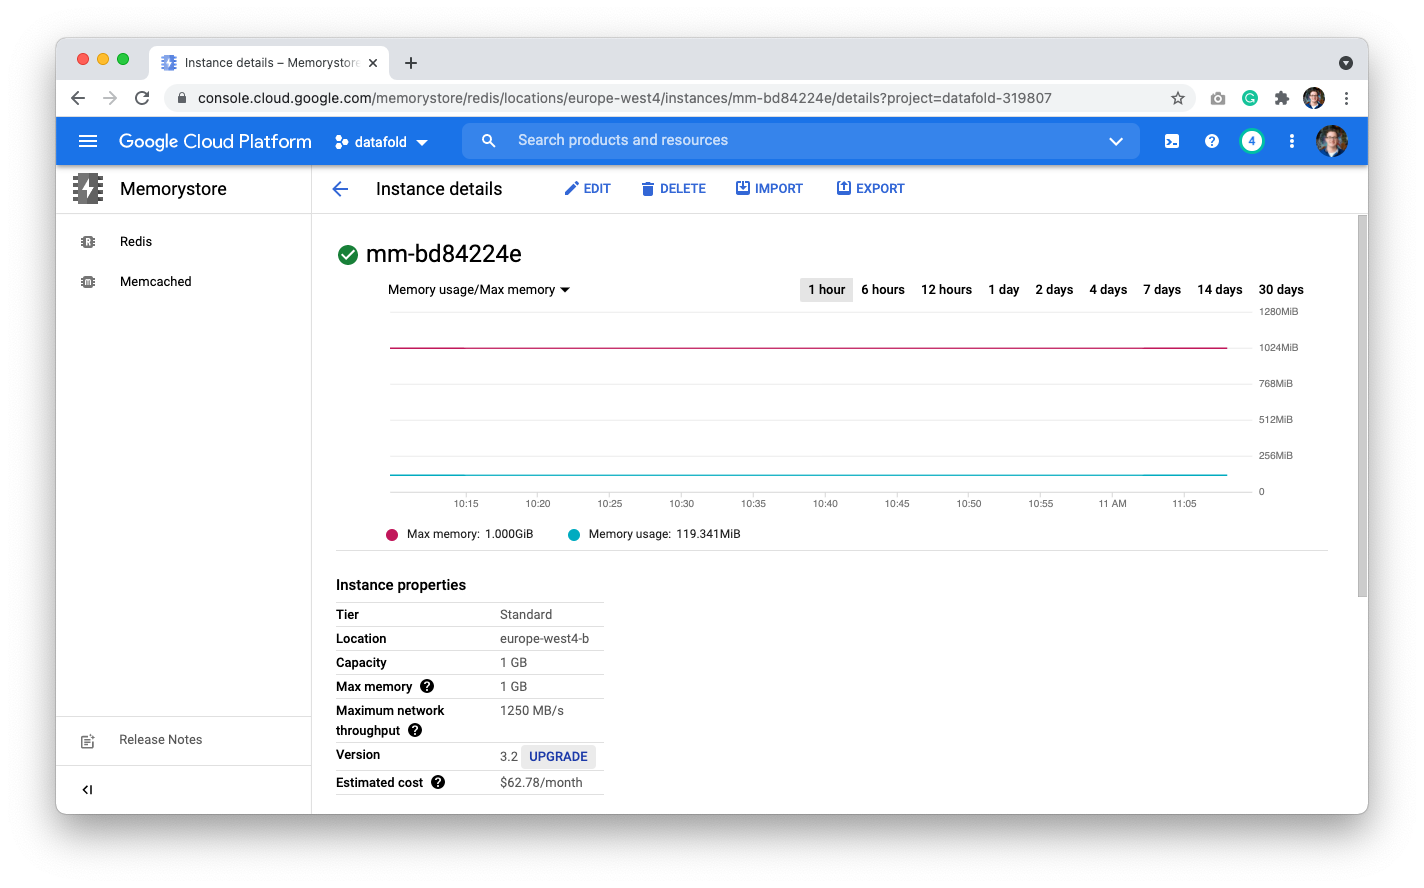 Instance details – Memorystore
console.cloud.google.com/memorystore/redis/locations/europe-west4/instances/mm-bd84224e/details?project=datafold-319807
Google Cloud Platform
datafold
Search products and resources
4
Memorystore
Instance details
EDIT
DELETE
IMPORT
EXPORT
Redis
Memcached
mm-bd84224e
Memory usage/Max memory
1 hour
6 hours
12 hours
1 day
2 days
4 days
7 days
14 days
30 days
1280MiB
1024MiB
768MiB
512MiB
256MiB
0
10:15
10:20
10:25
10:30
10:35
10:40
10:45
10:50
10:55
11 AM
11:05
Max memory: 1.000GiB
Memory usage: 119.341MiB
Instance properties
Tier Standard
Location europe-west4-b
Capacity 1 GB
Max memory 1 GB
Maximum network throughput 1250 MB/s
Version 3.2 UPGRADE
Estimated cost $62.78/month
Release Notes